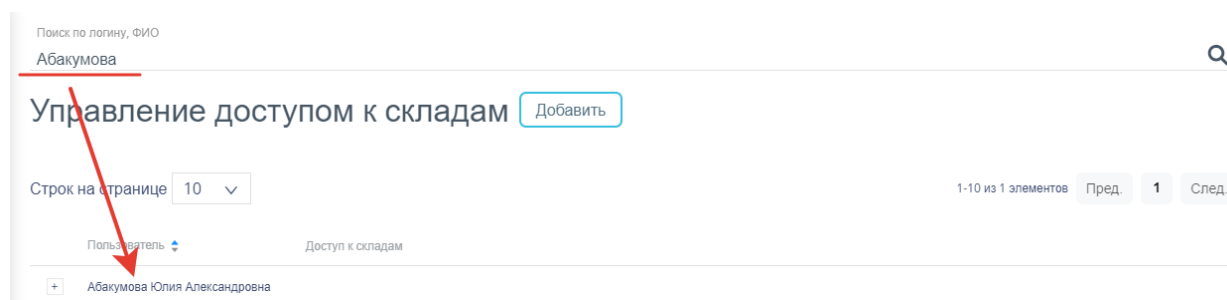 Поиск по логину, ФИО
Абакумова
Управление доступом к складам Добавить
Строк на странице 10 1-10 из 1 элементов Пред. 1 След.
Пользователь Доступ к складам
+ Абакумова Юлия Александровна